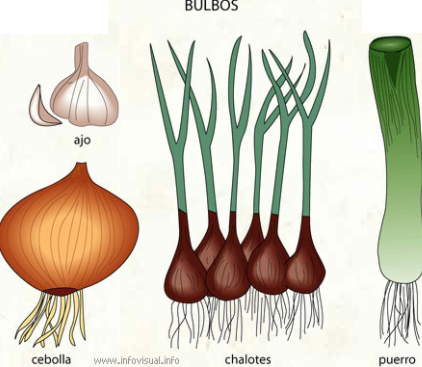 BULBOS
ajo
cebolla
www.infovisual.info
chalotes
puerro